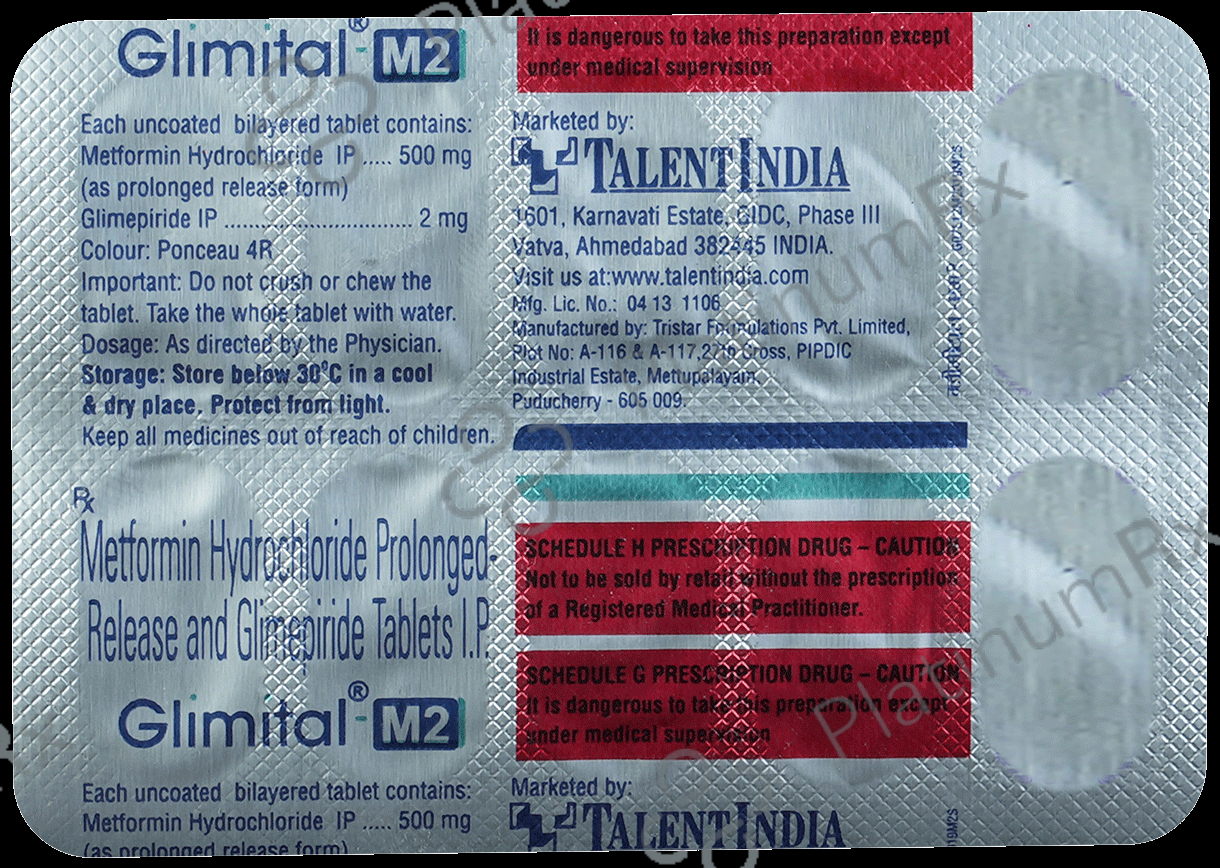 Glimital®-M2
Each uncoated bilayered tablet contains:
Metformin Hydrochloride IP ..... 500 mg
(as prolonged release form)
Glimepiride IP ................................. 2 mg
Colour: Ponceau 4R
Important: Do not crush or chew the
tablet. Take the whole tablet with water.
Dosage: As directed by the Physician.
Storage: Store below 30°C in a cool
& dry place. Protect from light.
Keep all medicines out of reach of children.
Rx
Metformin Hydrochloride Prolonged-
Release and Glimepiride Tablets I.P.
Glimital®-M2
Each uncoated bilayered tablet contains:
Metformin Hydrochloride IP ..... 500 mg
(as prolonged release form)
It is dangerous to take this preparation except
under medical supervision
Marketed by:
TALENT INDIA
1601, Karnavati Estate, GIDC, Phase III
Vatva, Ahmedabad 382445 INDIA.
Visit us at:www.talentindia.com
Mfg. Lic. No.: 04 13 1106
Manufactured by: Tristar Formulations Pvt. Limited,
Plot No: A-116 & A-117,27th Cross, PIPDIC
Industrial Estate, Mettupalayam,
Puducherry - 605 009.
SCHEDULE H PRESCRIPTION DRUG – CAUTION
Not to be sold by retail without the prescription
of a Registered Medical Practitioner.
SCHEDULE G PRESCRIPTION DRUG – CAUTION
It is dangerous to take this preparation except
under medical supervision
Marketed by:
TALENT INDIA
19M2S
PlatinumRx
PlatinumRx